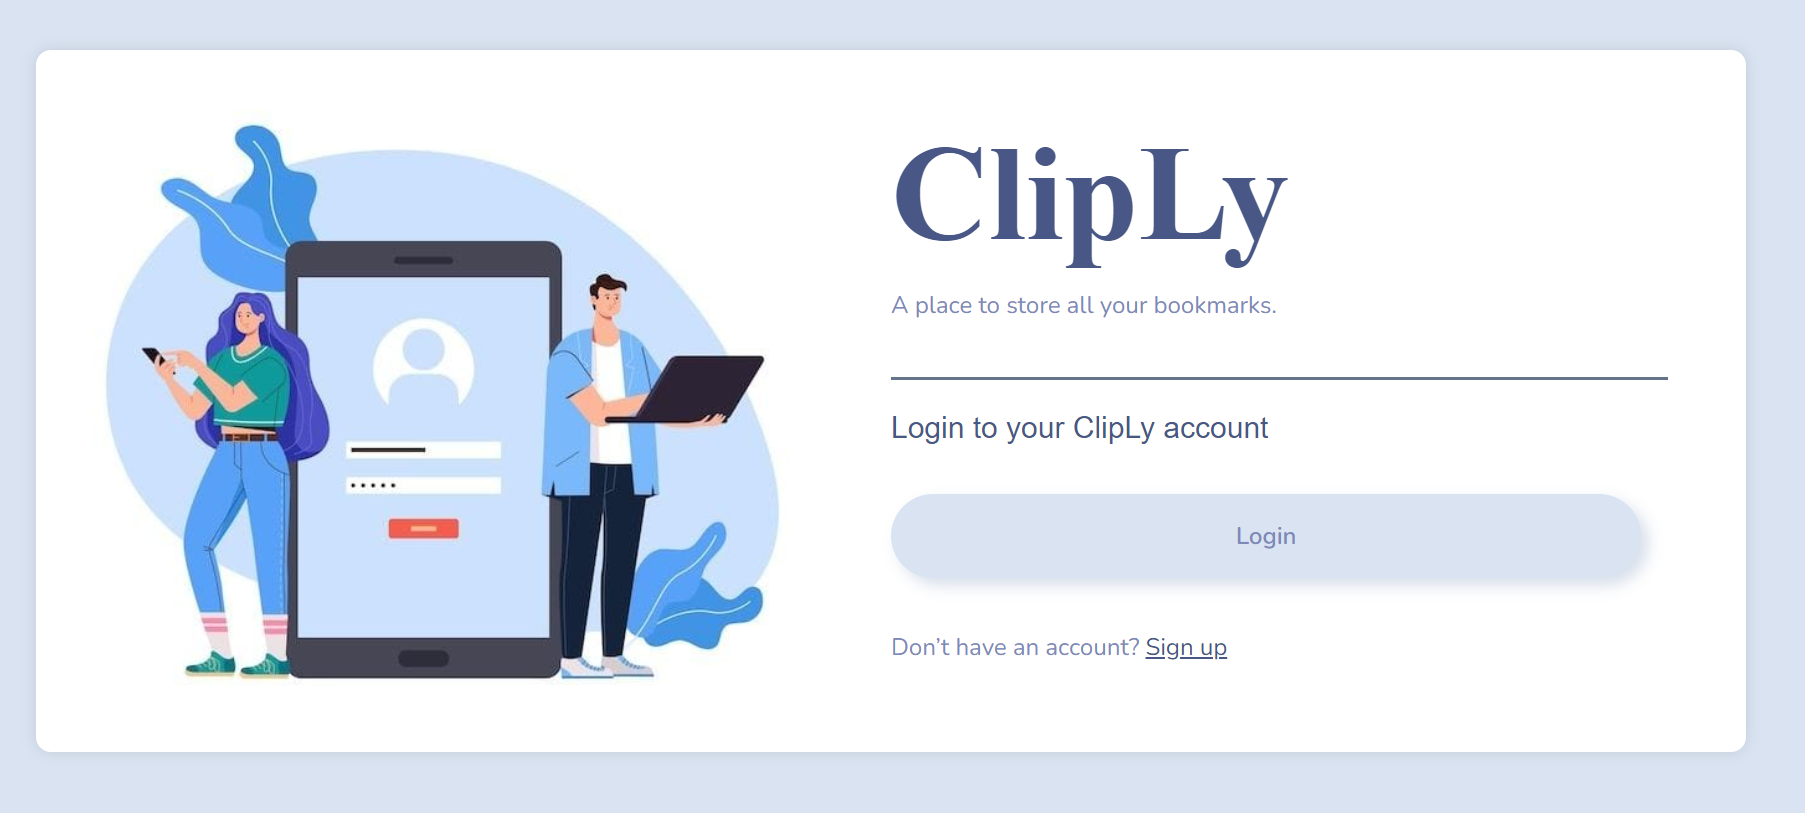 ClipLy
A place to store all your bookmarks.
Login to your ClipLy account
Login
Don’t have an account? Sign up